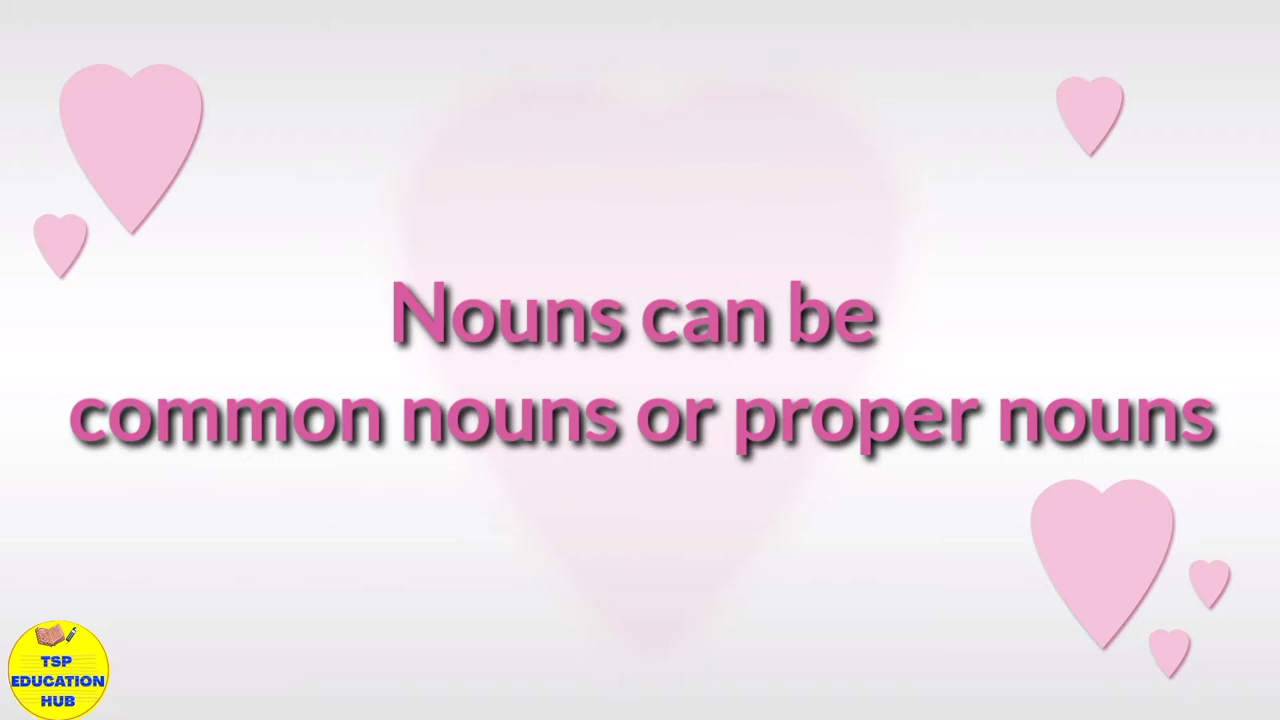 Nouns can be
common nouns or proper nouns
TSP
EDUCATION
HUB